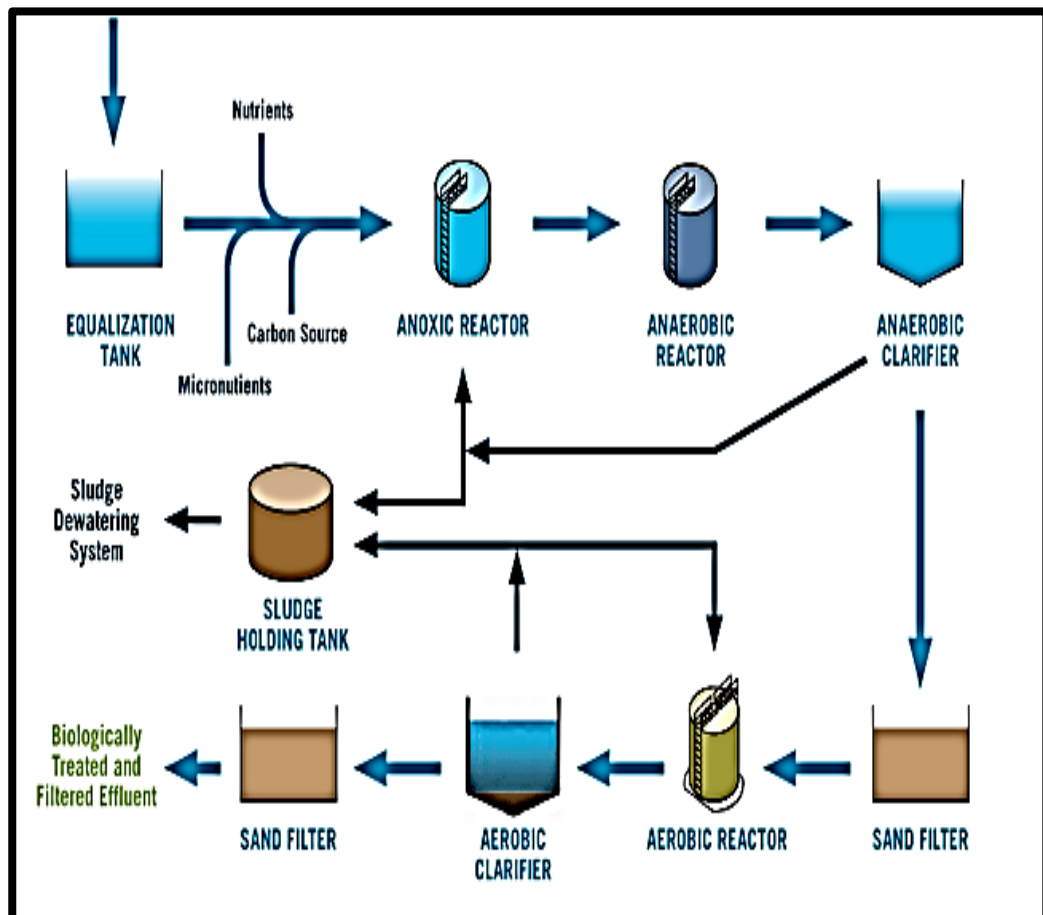 Nutrients
EQUALIZATION
TANK
Carbon Source
Micronutients
ANOXIC REACTOR
ANAEROBIC
REACTOR
ANAEROBIC
CLARIFIER
Sludge
Dewatering
System
SLUDGE
HOLDING TANK
Biologically
Treated and
Filtered Effluent
SAND FILTER
AEROBIC
CLARIFIER
AEROBIC REACTOR
SAND FILTER